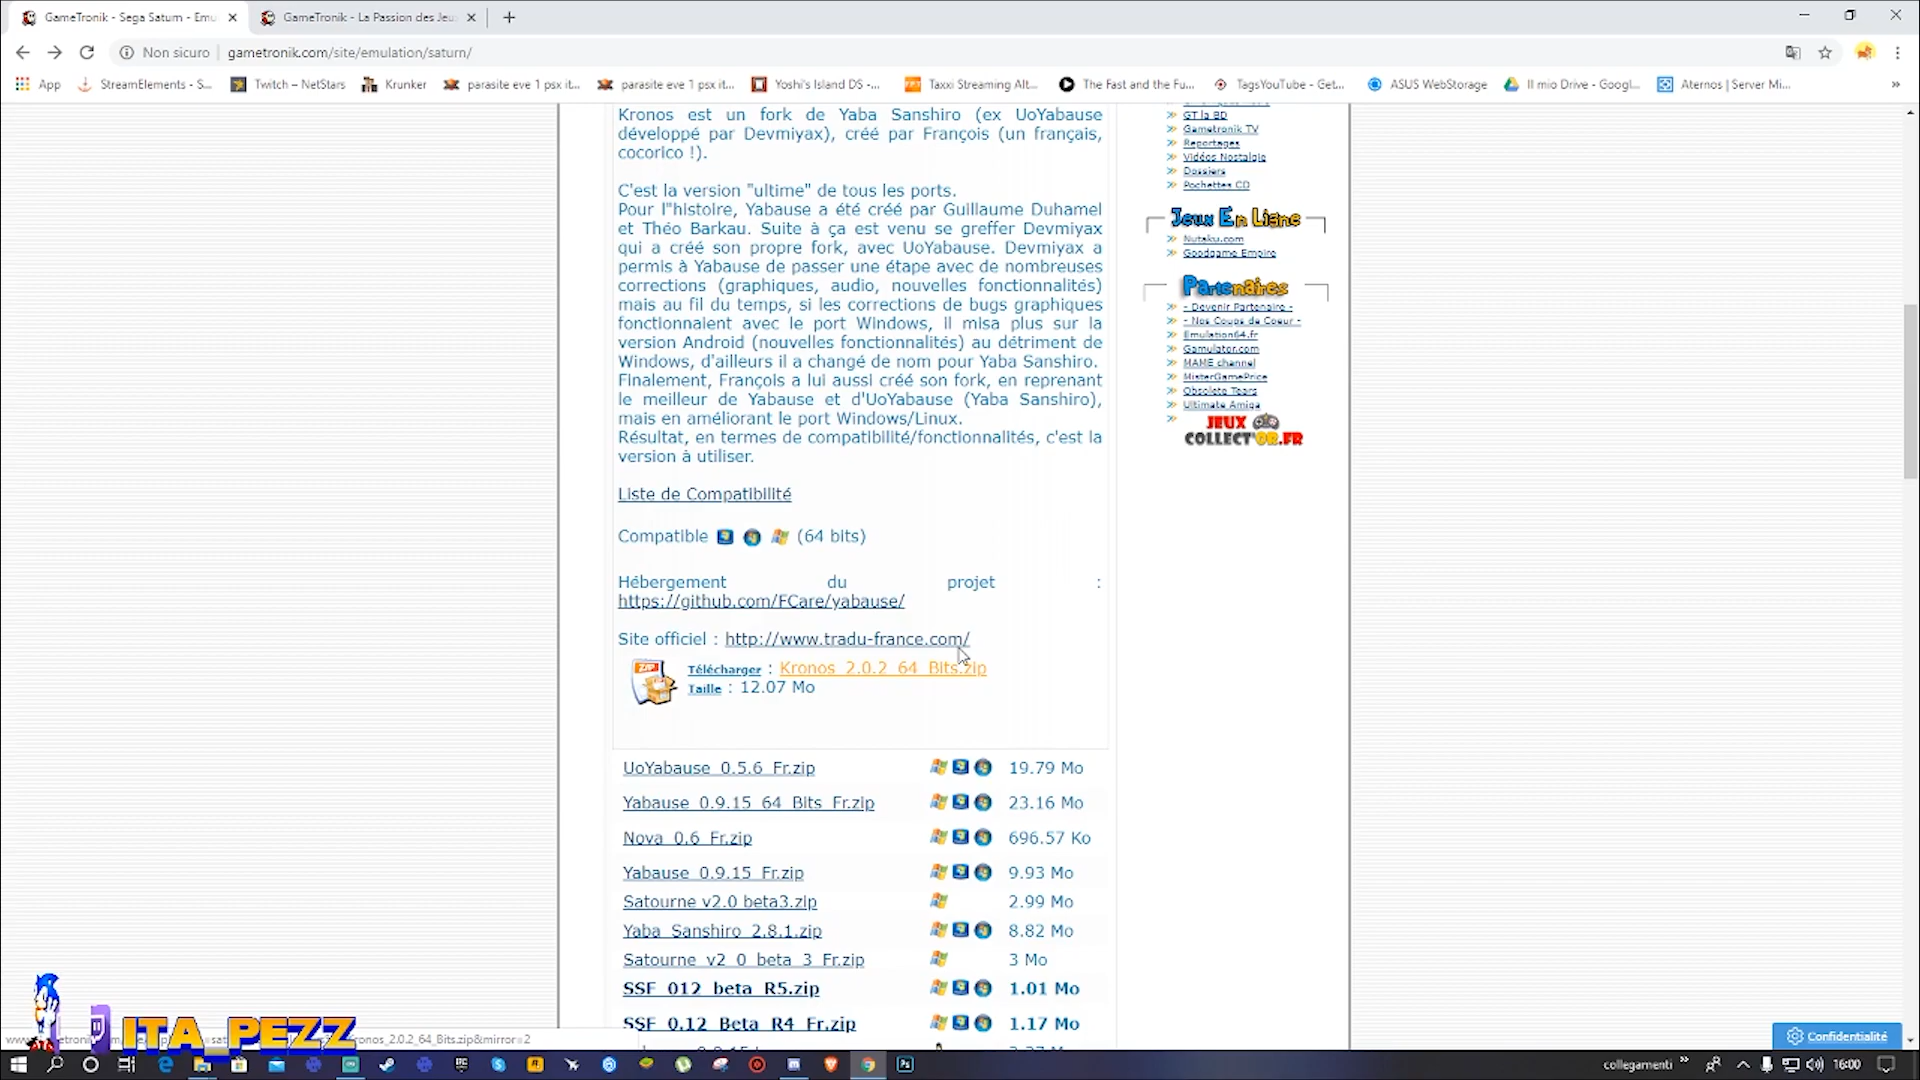 GameTronik - Sega Saturn - Emu
GameTronik - La Passion des Jeu
Non sicuro
gametronik.com/site/emulation/saturn/
App
StreamElements - S...
Twitch – NetStars
Krunker
parasite eve 1 psx it...
parasite eve 1 psx it...
Yoshi's Island DS -...
Taxxi Streaming Alt...
The Fast and the Fu...
TagsYouTube - Get...
ASUS WebStorage
Il mio Drive - Googl...
Aternos | Server Mi...
»
Kronos est un fork de Yaba Sanshiro (ex UoYabause
développé par Devmiyax), créé par François (un français,
cocorico !).
C'est la version "ultime" de tous les ports.
Pour l"histoire, Yabause a été créé par Guillaume Duhamel
et Théo Barkau. Suite à ça est venu se greffer Devmiyax
qui a créé son propre fork, avec UoYabause. Devmiyax a
permis à Yabause de passer une étape avec de nombreuses
corrections (graphiques, audio, nouvelles fonctionnalités)
mais au fil du temps, si les corrections de bugs graphiques
fonctionnaient avec le port Windows, il misa plus sur la
version Android (nouvelles fonctionnalités) au détriment de
Windows, d'ailleurs il a changé de nom pour Yaba Sanshiro.
Finalement, François a lui aussi créé son fork, en reprenant
le meilleur de Yabause et d'UoYabause (Yaba Sanshiro),
mais en améliorant le port Windows/Linux.
Résultat, en termes de compatibilité/fonctionnalités, c'est la
version à utiliser.
Liste de Compatibilité
Compatible (64 bits)
Hébergement du projet :
https://github.com/FCare/yabause/
Site officiel : http://www.tradu-france.com/
ZIP
Télécharger : Kronos_2.0.2_64_Bits.zip
Taille : 12.07 Mo
UoYabause_0.5.6_Fr.zip 19.79 Mo
Yabause_0.9.15_64_Bits_Fr.zip 23.16 Mo
Nova_0.6_Fr.zip 696.57 Ko
Yabause_0.9.15_Fr.zip 9.93 Mo
Satourne v2.0 beta3.zip 2.99 Mo
Yaba_Sanshiro_2.8.1.zip 8.82 Mo
Satourne_v2_0_beta_3_Fr.zip 3 Mo
SSF_012_beta_R5.zip 1.01 Mo
SSF_0.12_Beta_R4_Fr.zip 1.17 Mo
GT la BD
Gametronik TV
Reportages
Vidéos Nostalgie
Dossiers
Pochettes CD
Jeux En Ligne
Nutaku.com
Goodgame Empire
Partenaires
- Devenir Partenaire -
- Nos Coups de Coeur -
Emulation64.fr
Gamulator.com
MAME channel
MisterGamePrice
Obsolete Tears
Ultimate Amiga
JEUX
COLLECT'OR.FR
Confidentialité
ITA_PEZZ
ronos_2.0.2_64_Bits.zip&mirror=2
collegamenti
»
16:00